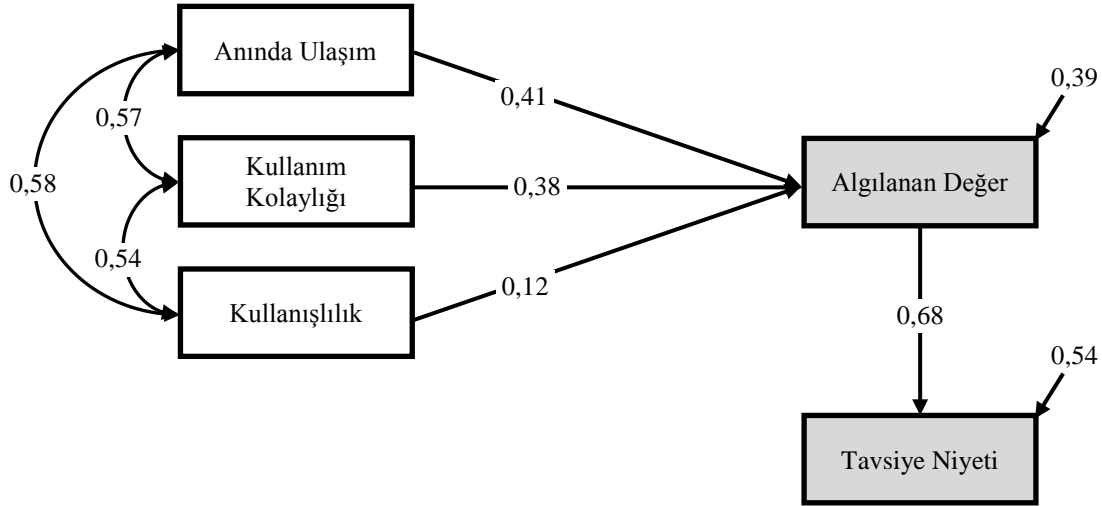 Anında Ulaşım
0,41
0,39
0,57
Kullanım
Kolaylığı
0,38
Algılanan Değer
0,58
0,54
Kullanışlılık
0,12
0,68
0,54
Tavsiye Niyeti